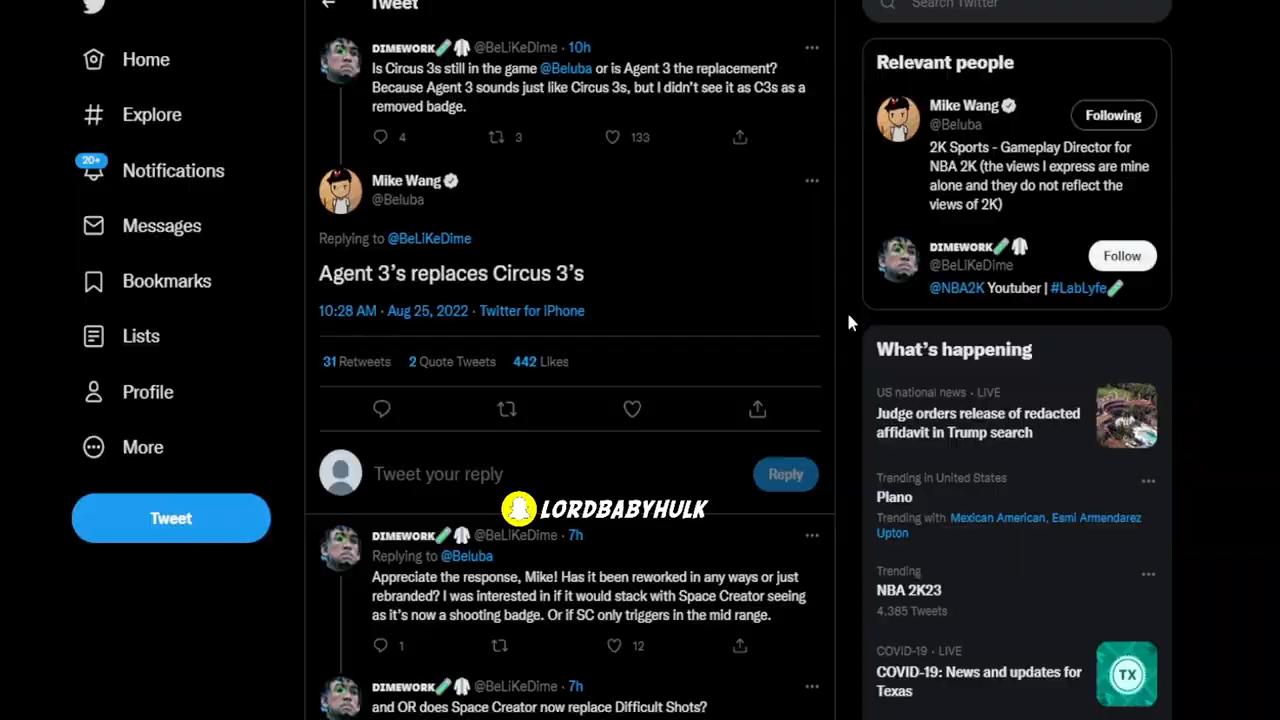 Tweet
Search Twitter
Home
Explore
20+
Notifications
Messages
Bookmarks
Lists
Profile
More
Tweet
DIMEWORK @BeLiKeDime · 10h
Is Circus 3s still in the game @Beluba or is Agent 3 the replacement?
Because Agent 3 sounds just like Circus 3s, but I didn't see it as C3s as a
removed badge.
4 3 133
Mike Wang
@Beluba
Replying to @BeLiKeDime
Agent 3's replaces Circus 3's
10:28 AM · Aug 25, 2022 · Twitter for iPhone
31 Retweets 2 Quote Tweets 442 Likes
Tweet your reply
Reply
LORDBABYHULK
DIMEWORK @BeLiKeDime · 7h
Replying to @Beluba
Appreciate the response, Mike! Has it been reworked in any ways or just
rebranded? I was interested in if it would stack with Space Creator seeing
as it's now a shooting badge. Or if SC only triggers in the mid range.
1 12
DIMEWORK @BeLiKeDime · 7h
and OR does Space Creator now replace Difficult Shots?
Relevant people
Mike Wang
@Beluba
Following
2K Sports - Gameplay Director for
NBA 2K (the views I express are mine
alone and they do not reflect the
views of 2K)
DIMEWORK
@BeLiKeDime
Follow
@NBA2K Youtuber | #LabLyfe
What's happening
US national news · LIVE
Judge orders release of redacted
affidavit in Trump search
Trending in United States
Plano
Trending with Mexican American, Esmi Armendarez
Upton
Trending
NBA 2K23
4,385 Tweets
COVID-19 · LIVE
COVID-19: News and updates for
Texas
TX